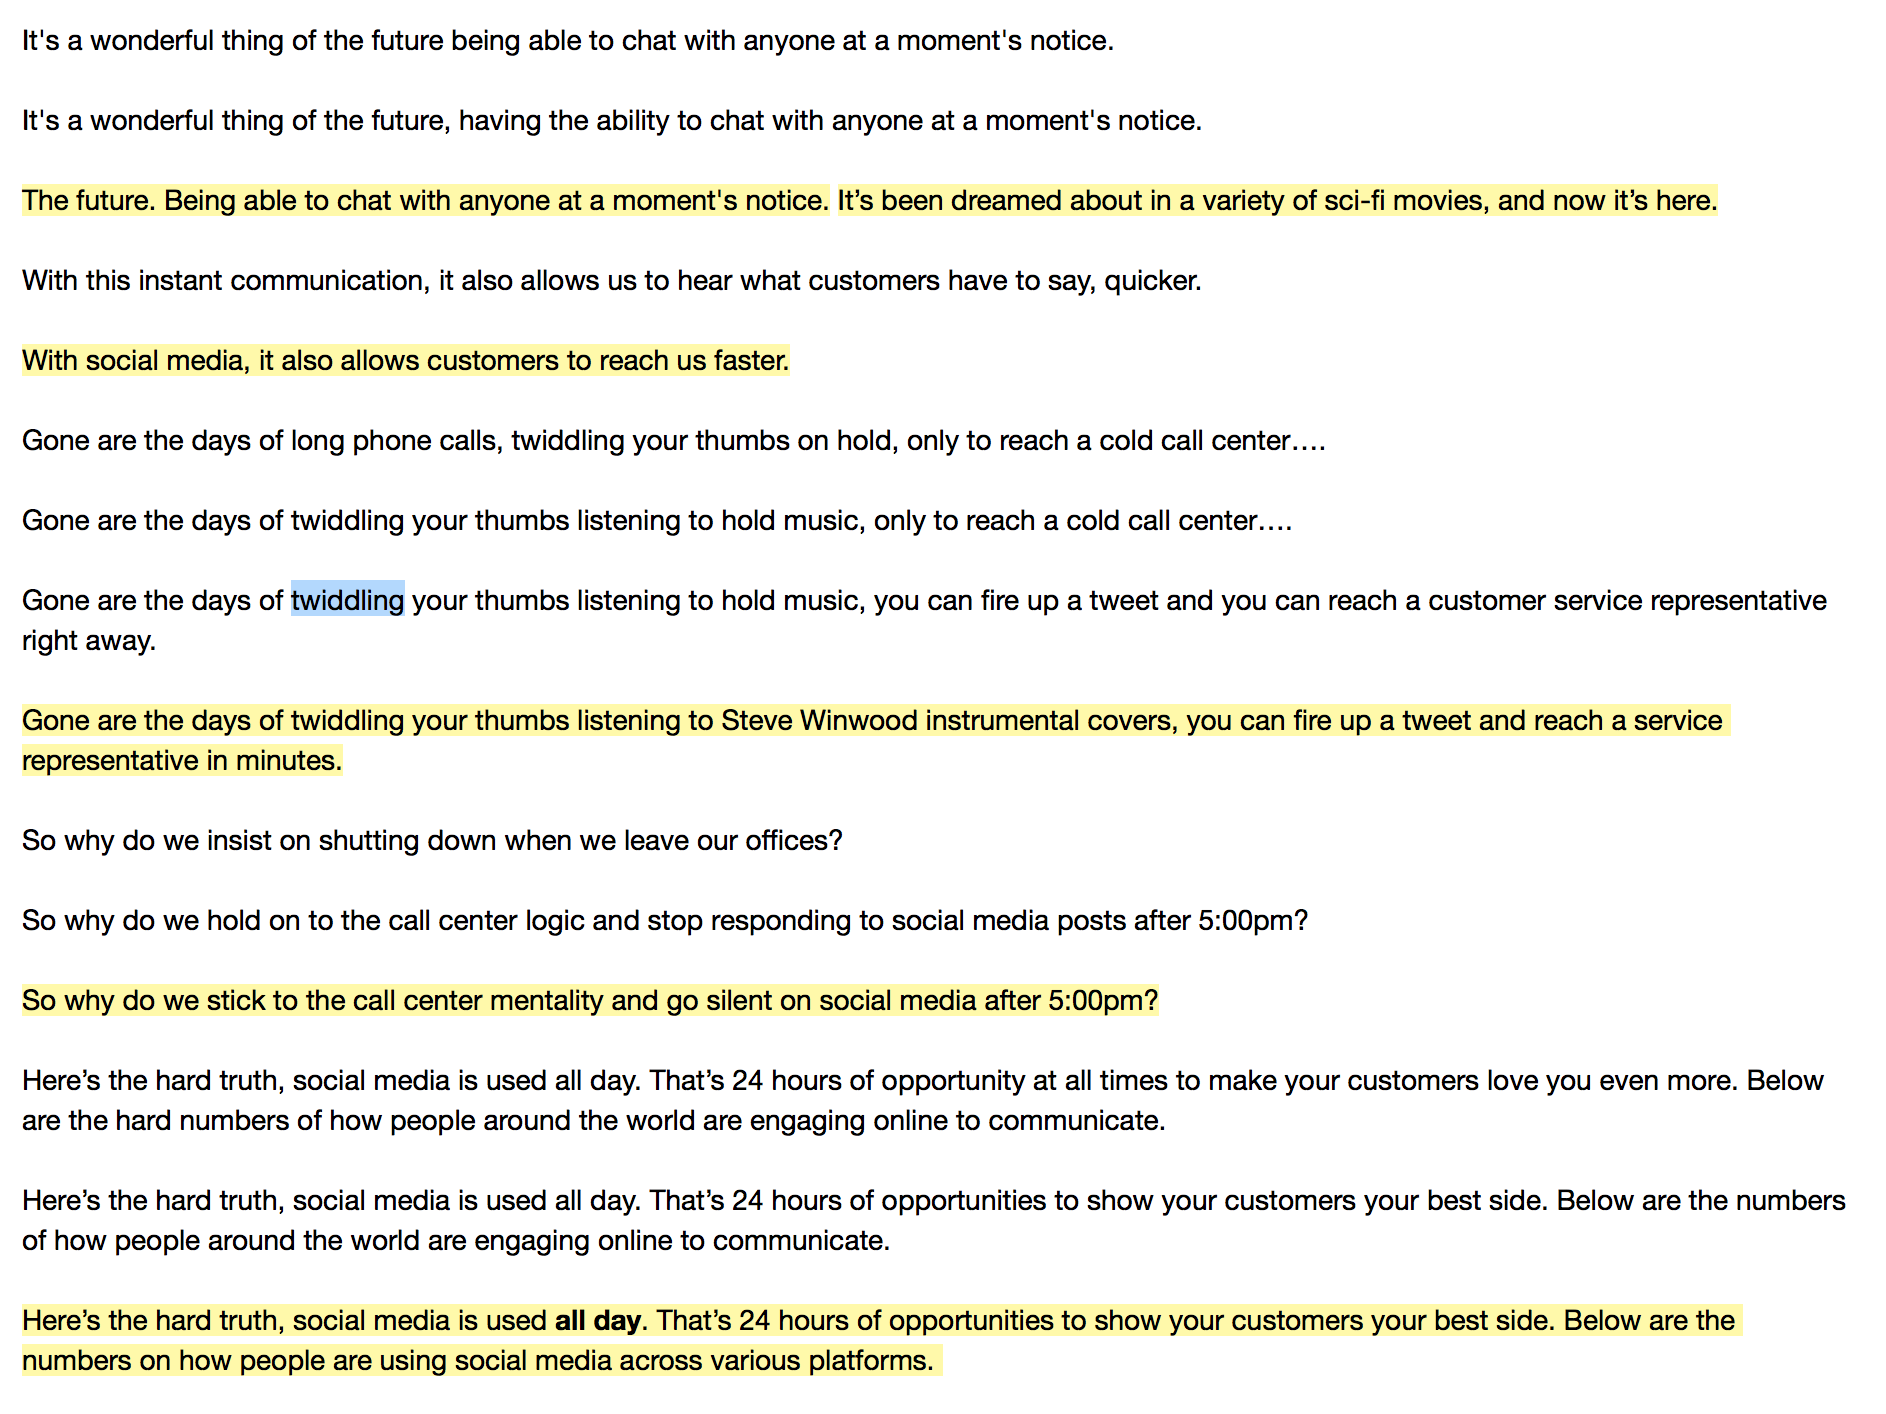 It's a wonderful thing of the future being able to chat with anyone at a moment's notice.
It's a wonderful thing of the future, having the ability to chat with anyone at a moment's notice.
The future. Being able to chat with anyone at a moment's notice. It’s been dreamed about in a variety of sci-fi movies, and now it’s here.
With this instant communication, it also allows us to hear what customers have to say, quicker.
With social media, it also allows customers to reach us faster.
Gone are the days of long phone calls, twiddling your thumbs on hold, only to reach a cold call center....
Gone are the days of twiddling your thumbs listening to hold music, only to reach a cold call center....
Gone are the days of twiddling your thumbs listening to hold music, you can fire up a tweet and you can reach a customer service representative
right away.
Gone are the days of twiddling your thumbs listening to Steve Winwood instrumental covers, you can fire up a tweet and reach a service
representative in minutes.
So why do we insist on shutting down when we leave our offices?
So why do we hold on to the call center logic and stop responding to social media posts after 5:00pm?
So why do we stick to the call center mentality and go silent on social media after 5:00pm?
Here’s the hard truth, social media is used all day. That’s 24 hours of opportunity at all times to make your customers love you even more. Below
are the hard numbers of how people around the world are engaging online to communicate.
Here’s the hard truth, social media is used all day. That’s 24 hours of opportunities to show your customers your best side. Below are the numbers
of how people around the world are engaging online to communicate.
Here’s the hard truth, social media is used all day. That’s 24 hours of opportunities to show your customers your best side. Below are the
numbers on how people are using social media across various platforms.